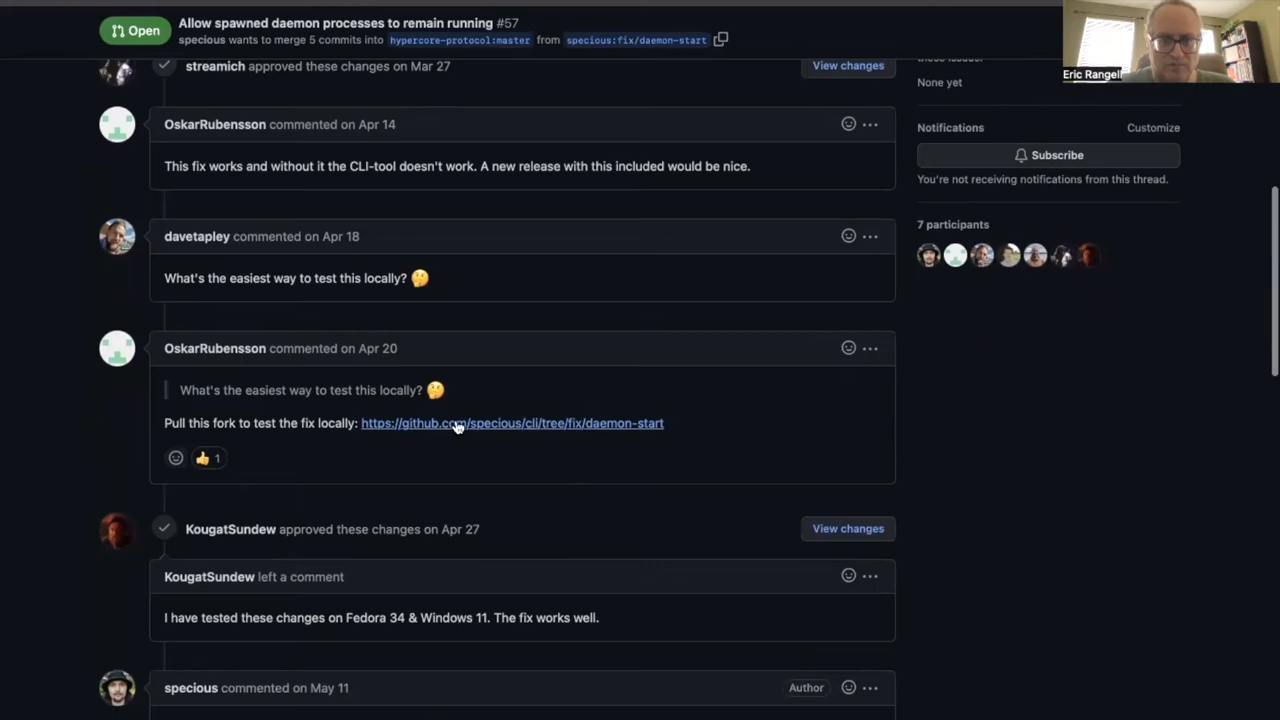 Open
Allow spawned daemon processes to remain running #57
specious wants to merge 5 commits into hypercore-protocol:master from specious:fix/daemon-start
streamich approved these changes on Mar 27
View changes
these issues.
None yet
Eric Rangell
OskarRubensson commented on Apr 14
This fix works and without it the CLI-tool doesn't work. A new release with this included would be nice.
Notifications
Customize
Subscribe
You're not receiving notifications from this thread.
7 participants
davetapley commented on Apr 18
What's the easiest way to test this locally? 🤔
OskarRubensson commented on Apr 20
What's the easiest way to test this locally? 🤔
Pull this fork to test the fix locally: https://github.com/specious/cli/tree/fix/daemon-start
👍 1
KougatSundew approved these changes on Apr 27
View changes
KougatSundew left a comment
I have tested these changes on Fedora 34 & Windows 11. The fix works well.
specious commented on May 11
Author